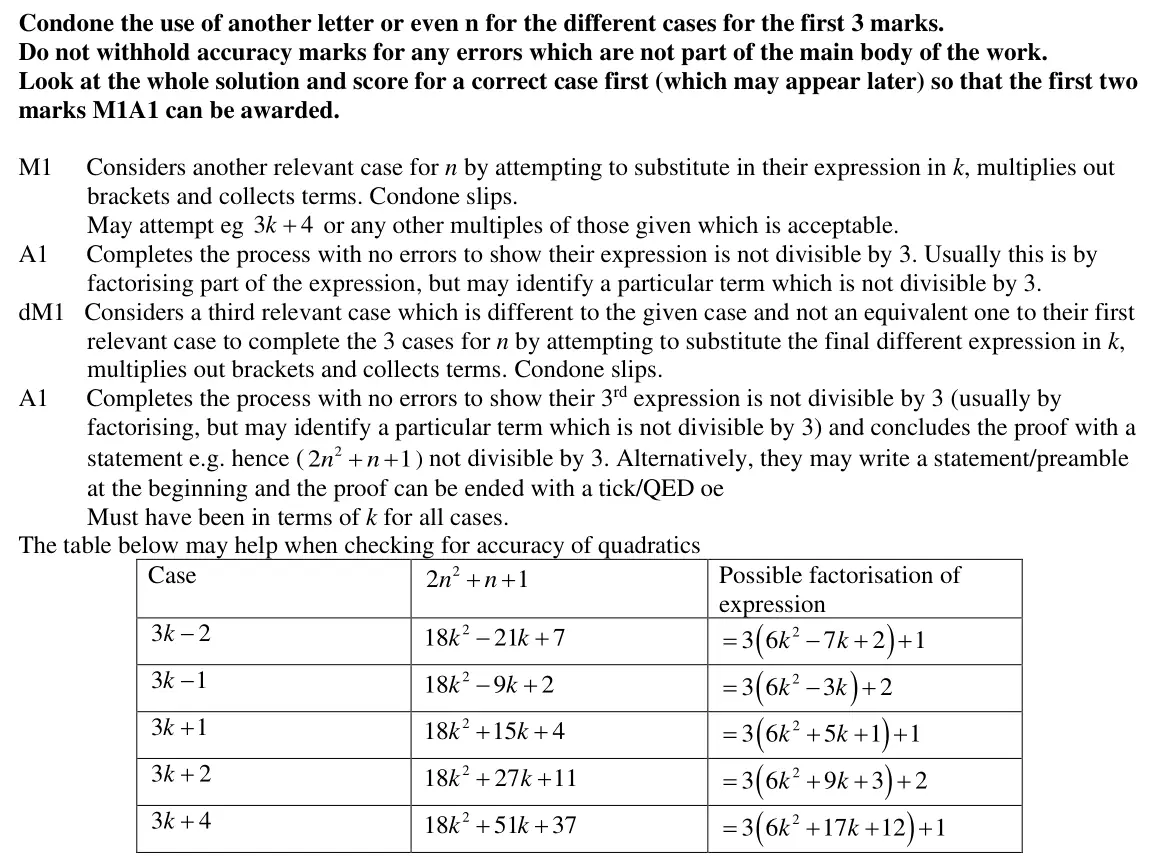 Condone the use of another letter or even n for the different cases for the first 3 marks.
Do not withhold accuracy marks for any errors which are not part of the main body of the work.
Look at the whole solution and score for a correct case first (which may appear later) so that the first two
marks M1A1 can be awarded.
M1 Considers another relevant case for n by attempting to substitute in their expression in k, multiplies out
brackets and collects terms. Condone slips.
May attempt eg 3k + 4 or any other multiples of those given which is acceptable.
A1 Completes the process with no errors to show their expression is not divisible by 3. Usually this is by
factorising part of the expression, but may identify a particular term which is not divisible by 3.
dM1 Considers a third relevant case which is different to the given case and not an equivalent one to their first
relevant case to complete the 3 cases for n by attempting to substitute the final different expression in k,
multiplies out brackets and collects terms. Condone slips.
A1 Completes the process with no errors to show their 3rd expression is not divisible by 3 (usually by
factorising, but may identify a particular term which is not divisible by 3) and concludes the proof with a
statement e.g. hence (2n² + n + 1) not divisible by 3. Alternatively, they may write a statement/preamble
at the beginning and the proof can be ended with a tick/QED oe
Must have been in terms of k for all cases.
The table below may help when checking for accuracy of quadratics
Case 2n² + n + 1 Possible factorisation of
expression
3k − 2 18k² − 21k + 7 = 3(6k² − 7k + 2) + 1
3k − 1 18k² − 9k + 2 = 3(6k² − 3k) + 2
3k + 1 18k² + 15k + 4 = 3(6k² + 5k + 1) + 1
3k + 2 18k² + 27k + 11 = 3(6k² + 9k + 3) + 2
3k + 4 18k² + 51k + 37 = 3(6k² + 17k + 12) + 1